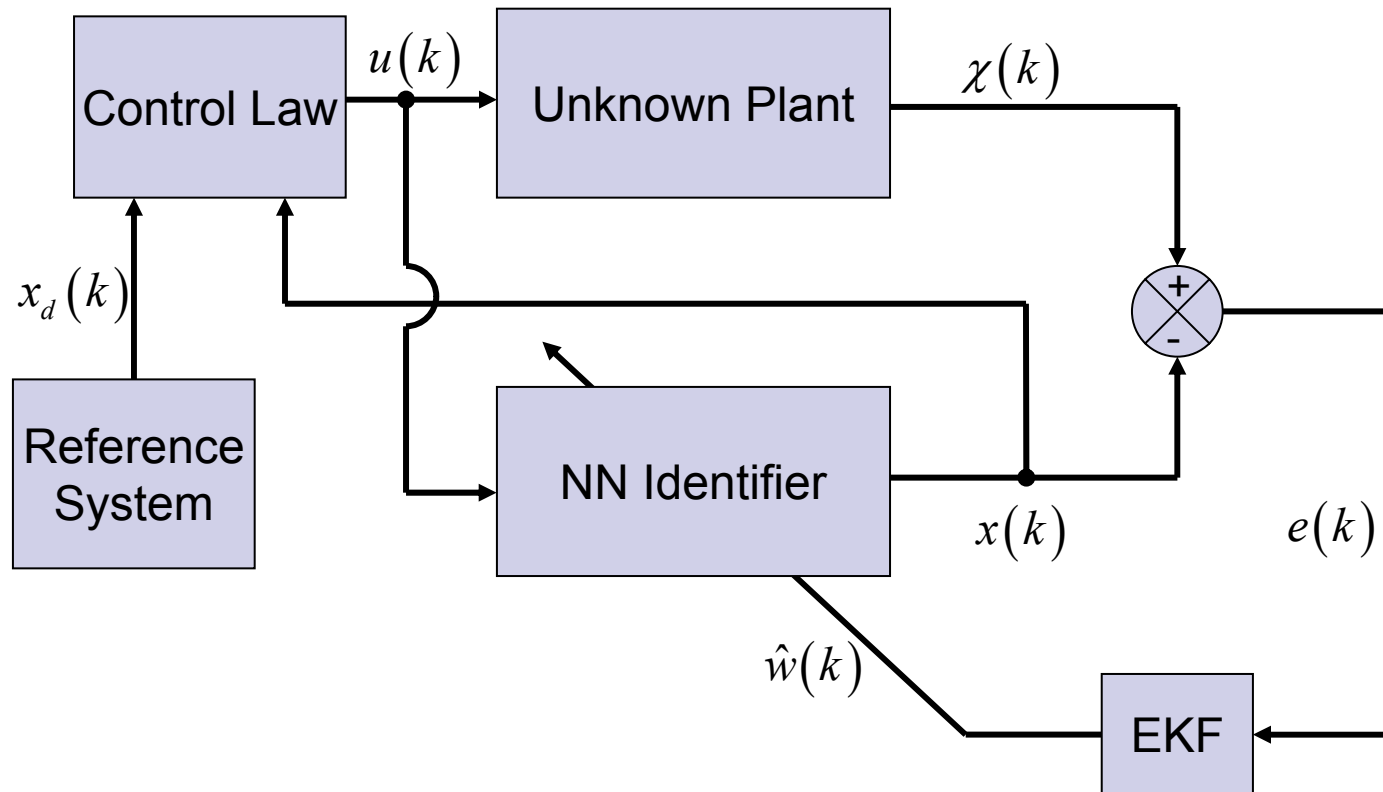 u(k)
χ(k)
Control Law
Unknown Plant
x_d(k)
+
-
Reference
System
NN Identifier
x(k)
e(k)
ŵ(k)
EKF